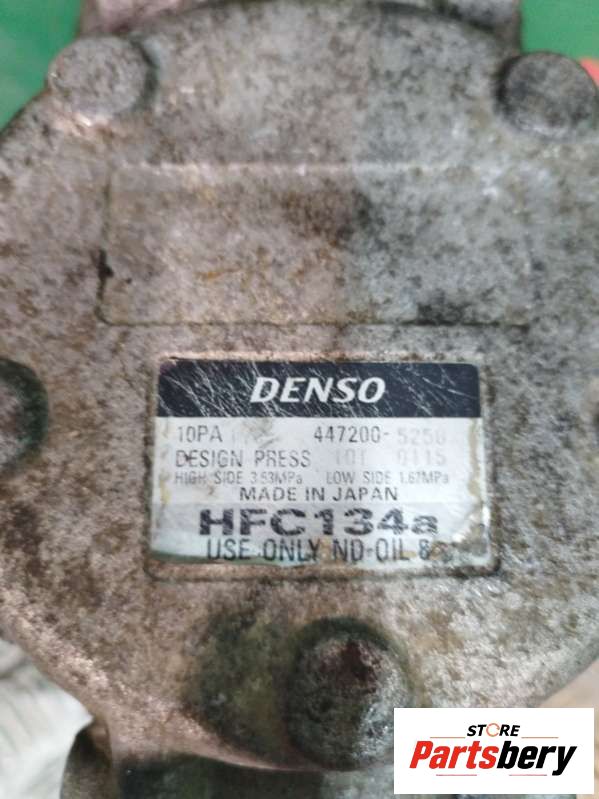 DENSO
10PA 447200-5250
DESIGN PRESS 101 0115
HIGH SIDE 3.53MPa LOW SIDE 1.67MPa
MADE IN JAPAN
HFC134a
USE ONLY ND-OIL 8
STORE
Partsbery